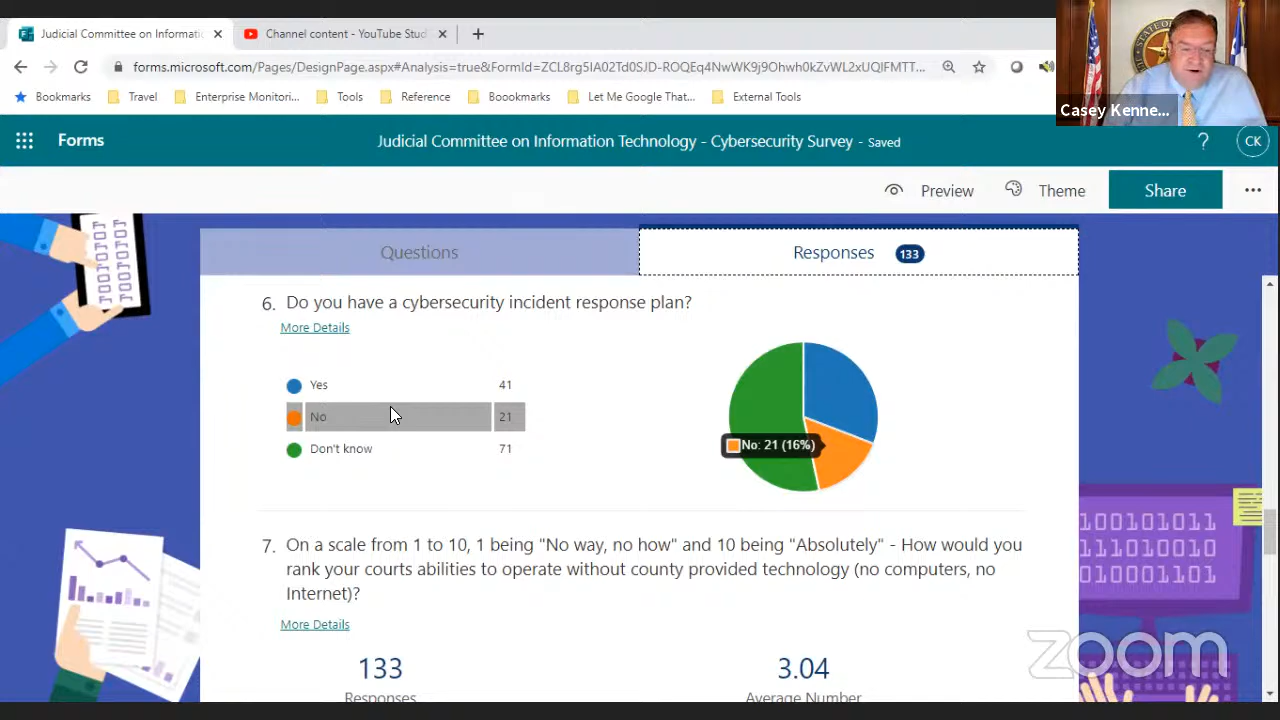 Judicial Committee on Informati
Channel content - YouTube Stud
forms.microsoft.com/Pages/DesignPage.aspx#Analysis=true&FormId=ZCL8rg5IA02Td0SJD-ROQEq4NwWK9j9Ohwh0kZvWL2xUQlFMTT...
Bookmarks
Travel
Enterprise Monitori...
Tools
Reference
Boookmarks
Let Me Google That...
External Tools
Casey Kenne...
Forms
Judicial Committee on Information Technology - Cybersecurity Survey - Saved
?
CK
Preview
Theme
Share
Questions
Responses 133
6. Do you have a cybersecurity incident response plan?
More Details
Yes 41
No 21
Don't know 71
No: 21 (16%)
7. On a scale from 1 to 10, 1 being "No way, no how" and 10 being "Absolutely" - How would you
rank your courts abilities to operate without county provided technology (no computers, no
Internet)?
More Details
133
Responses
3.04
Average Number
100101011
111010010
010001101
zoom